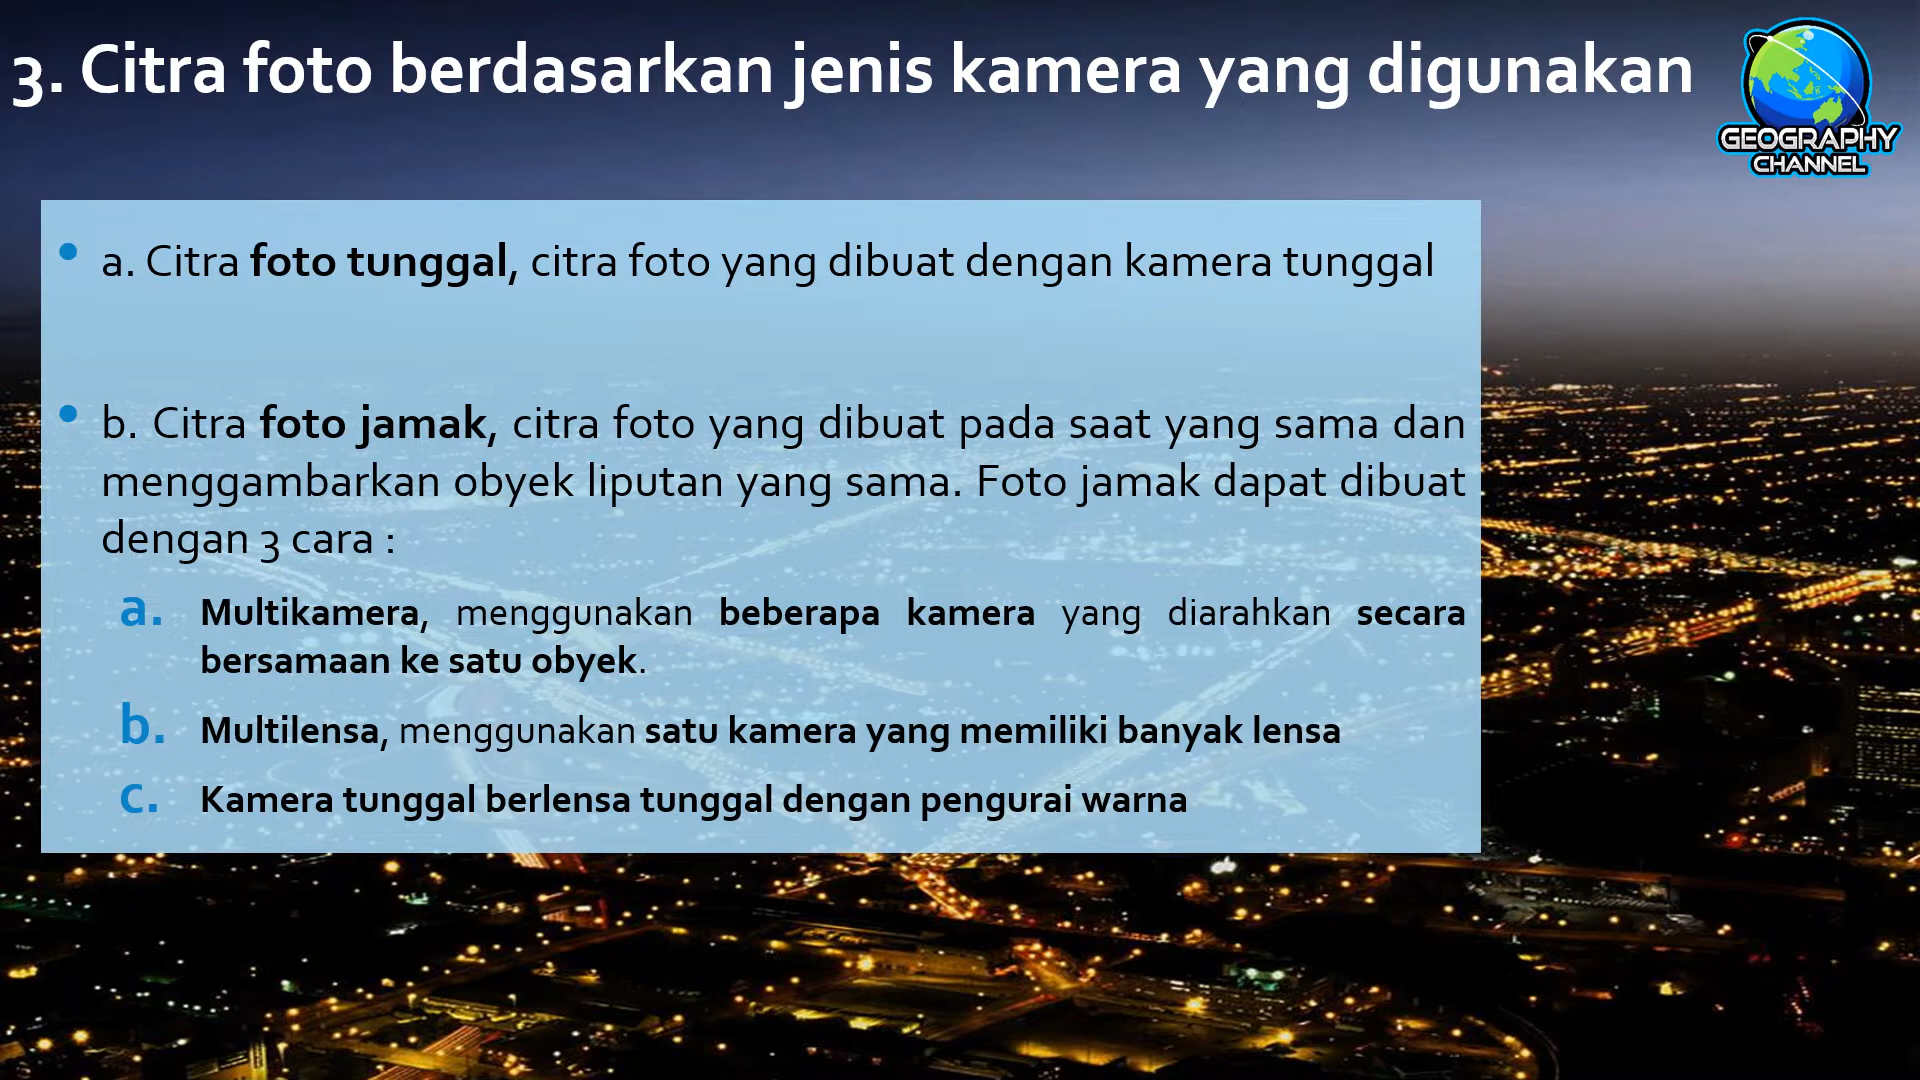 3. Citra foto berdasarkan jenis kamera yang digunakan
GEOGRAPHY
CHANNEL
• a. Citra foto tunggal, citra foto yang dibuat dengan kamera tunggal
• b. Citra foto jamak, citra foto yang dibuat pada saat yang sama dan
menggambarkan obyek liputan yang sama. Foto jamak dapat dibuat
dengan 3 cara :
a. Multikamera, menggunakan beberapa kamera yang diarahkan secara
bersamaan ke satu obyek.
b. Multilensa, menggunakan satu kamera yang memiliki banyak lensa
c. Kamera tunggal berlensa tunggal dengan pengurai warna